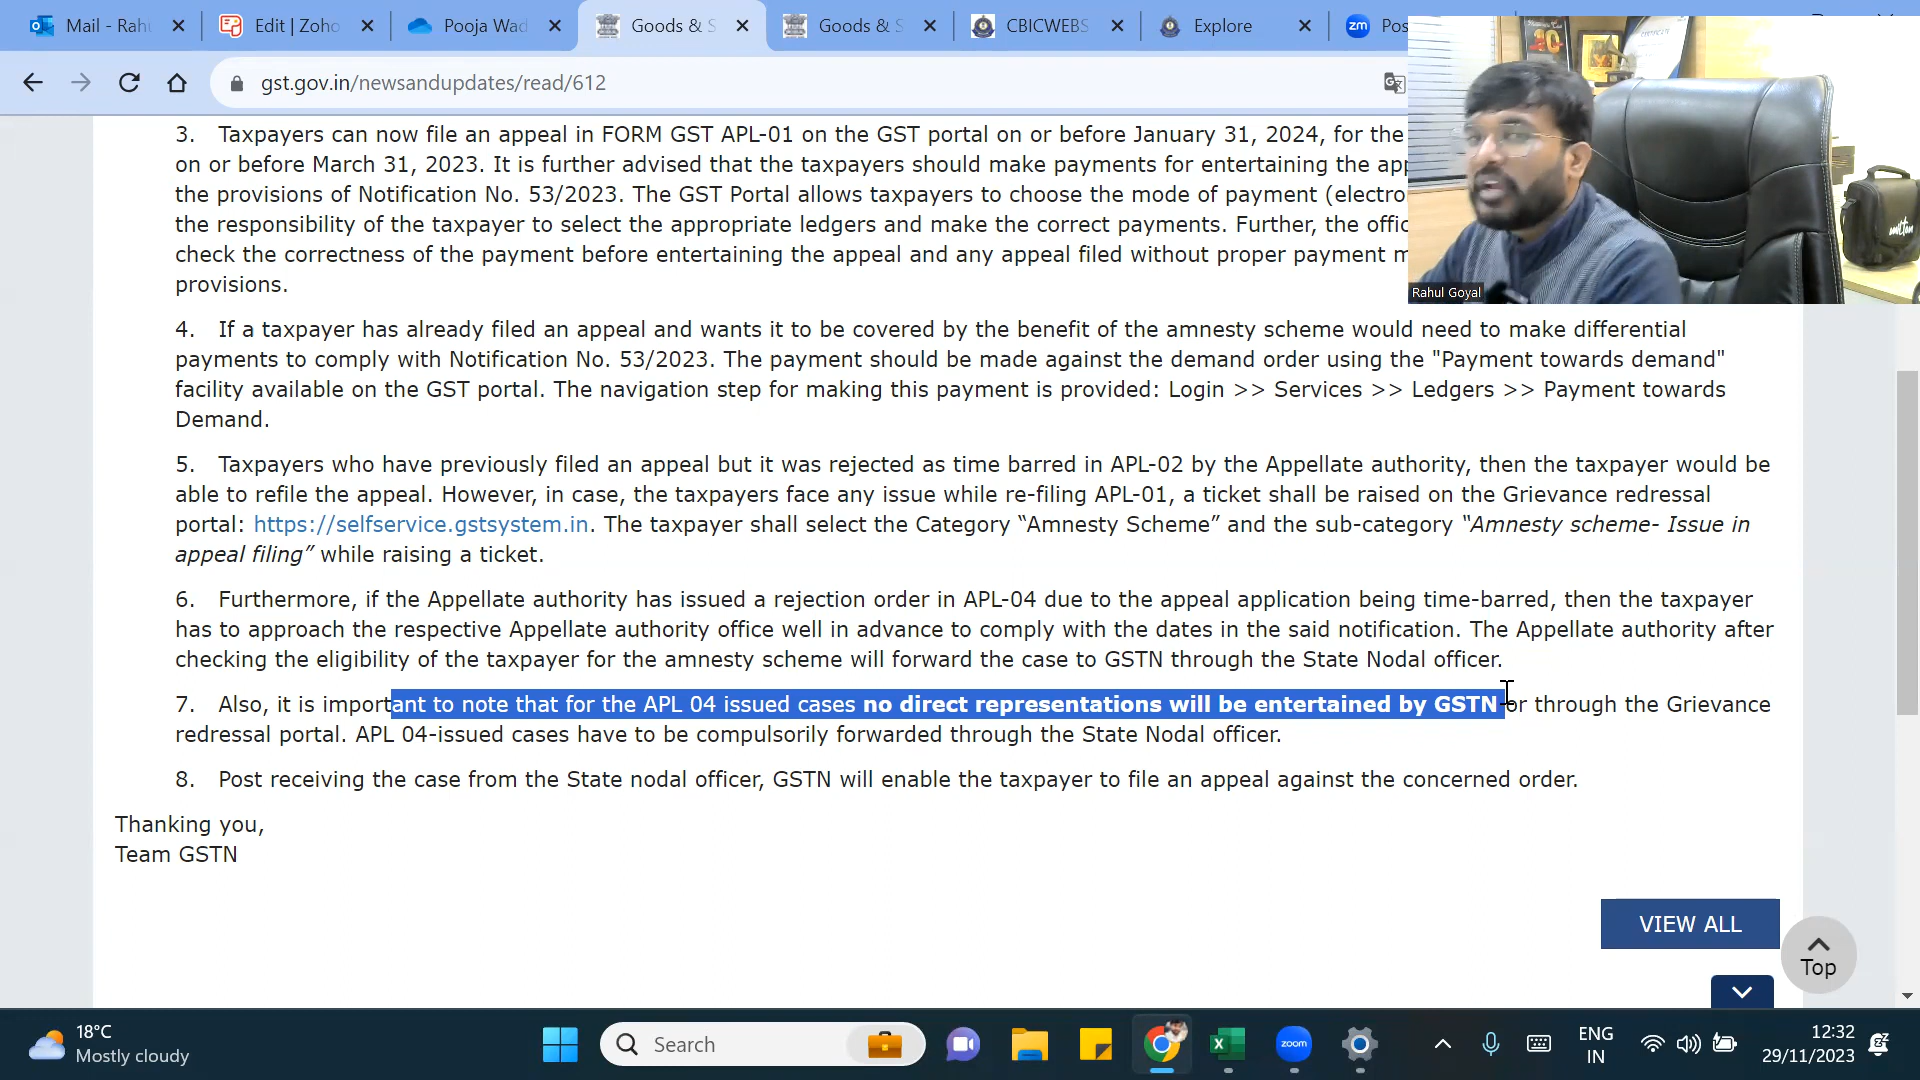 Mail - Rahu
Edit | Zoho
Pooja Wad
Goods & S
Goods & S
CBICWEBS
Explore
zm
Pos
gst.gov.in/newsandupdates/read/612
3. Taxpayers can now file an appeal in FORM GST APL-01 on the GST portal on or before January 31, 2024, for the
on or before March 31, 2023. It is further advised that the taxpayers should make payments for entertaining the app
the provisions of Notification No. 53/2023. The GST Portal allows taxpayers to choose the mode of payment (electro
the responsibility of the taxpayer to select the appropriate ledgers and make the correct payments. Further, the offic
check the correctness of the payment before entertaining the appeal and any appeal filed without proper payment m
provisions.
Rahul Goyal
4. If a taxpayer has already filed an appeal and wants it to be covered by the benefit of the amnesty scheme would need to make differential
payments to comply with Notification No. 53/2023. The payment should be made against the demand order using the "Payment towards demand"
facility available on the GST portal. The navigation step for making this payment is provided: Login >> Services >> Ledgers >> Payment towards
Demand.
5. Taxpayers who have previously filed an appeal but it was rejected as time barred in APL-02 by the Appellate authority, then the taxpayer would be
able to refile the appeal. However, in case, the taxpayers face any issue while re-filing APL-01, a ticket shall be raised on the Grievance redressal
portal: https://selfservice.gstsystem.in. The taxpayer shall select the Category “Amnesty Scheme” and the sub-category “Amnesty scheme- Issue in
appeal filing” while raising a ticket.
6. Furthermore, if the Appellate authority has issued a rejection order in APL-04 due to the appeal application being time-barred, then the taxpayer
has to approach the respective Appellate authority office well in advance to comply with the dates in the said notification. The Appellate authority after
checking the eligibility of the taxpayer for the amnesty scheme will forward the case to GSTN through the State Nodal officer.
7. Also, it is important to note that for the APL 04 issued cases no direct representations will be entertained by GSTN or through the Grievance
redressal portal. APL 04-issued cases have to be compulsorily forwarded through the State Nodal officer.
8. Post receiving the case from the State nodal officer, GSTN will enable the taxpayer to file an appeal against the concerned order.
Thanking you,
Team GSTN
VIEW ALL
Top
18°C
Mostly cloudy
Search
zoom
ENG
IN
12:32
29/11/2023